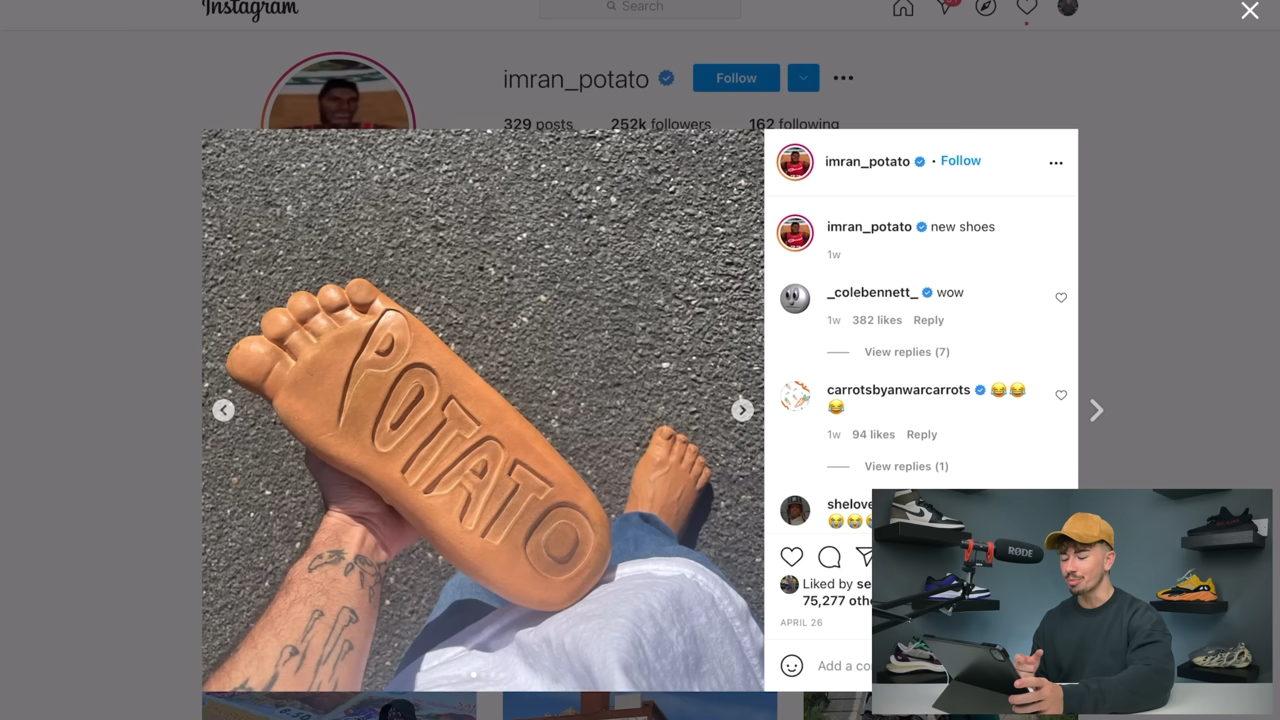 Instagram
Search
imran_potato
Follow
329 posts 252k followers 162 following
imran_potato • Follow
imran_potato new shoes
1w
_colebennett_ wow
1w 382 likes Reply
View replies (7)
carrotsbyanwarcarrots 😂😂
😂
1w 94 likes Reply
View replies (1)
shelove
😭😭
Liked by se
75,277 oth
APRIL 26
Add a co
POTATO
RØDE